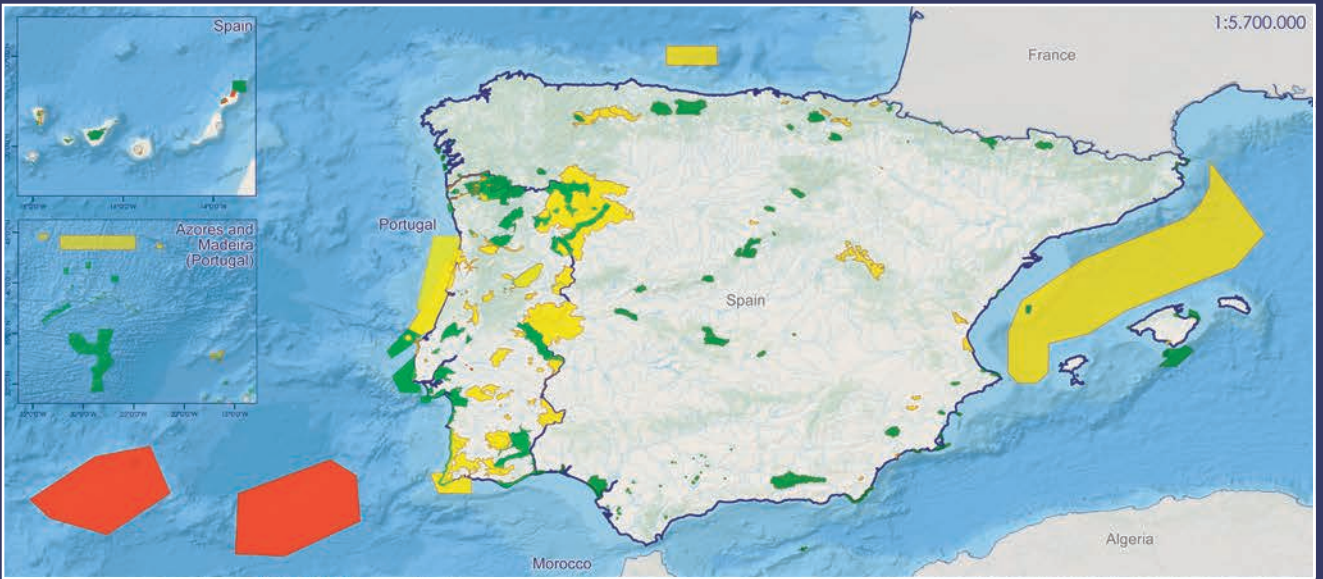 Spain
1:5.700.000
France
Portugal
Azores and
Madeira
(Portugal)
Spain
Morocco
Algeria